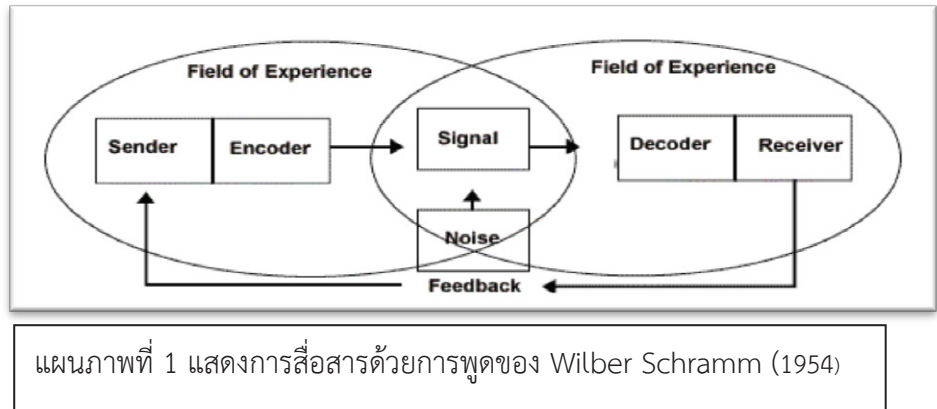 Field of Experience
Field of Experience
Sender
Encoder
Signal
Decoder
Receiver
Noise
Feedback
แผนภาพที่ 1 แสดงการสื่อสารด้วยการพูดของ Wilber Schramm (1954)